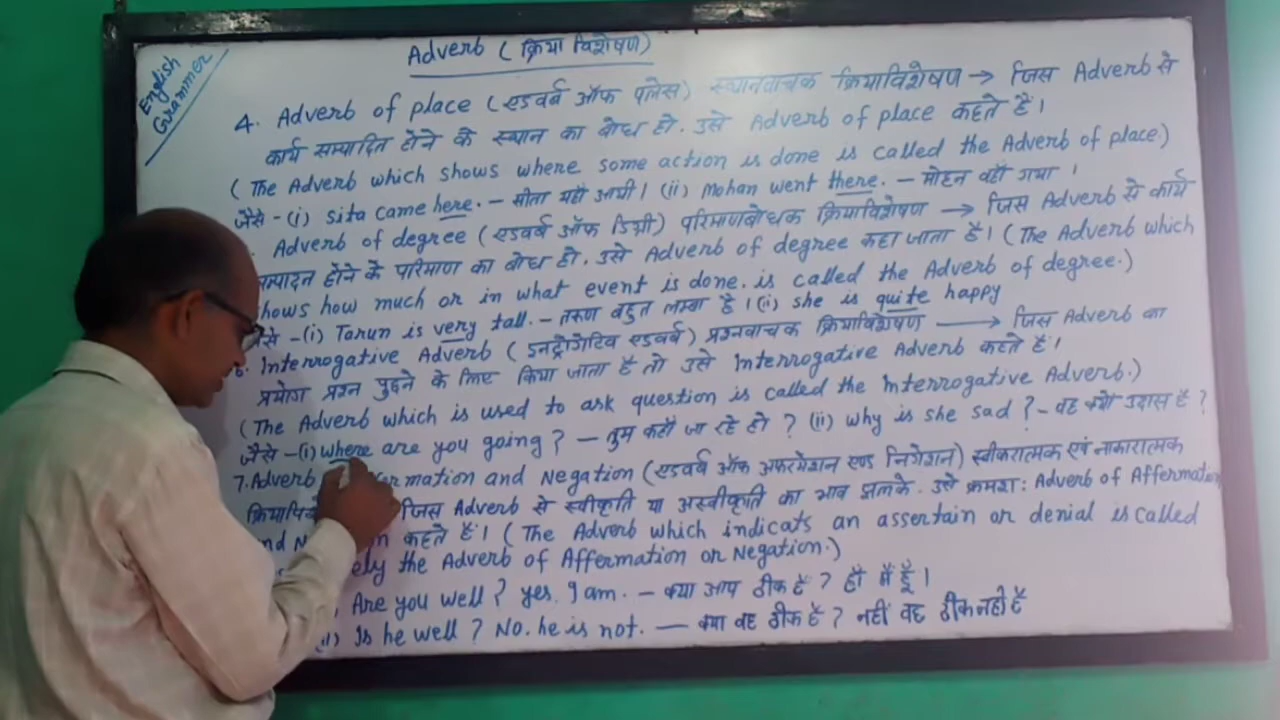 English
Grammer
Adverb (क्रिया विशेषण)
4. Adverb of place (एडवर्ब ऑफ प्लेस) स्थानवाचक क्रियाविशेषण → जिस Adverb से
कार्य सम्पादित होने के स्थान का बोध हो. उसे Adverb of place कहते हैं।
(The Adverb which shows where some action is done is called the Adverb of place)
जैसे -(i) sita came here. - सीता यहाँ आयी। (ii) Mohan went there. - मोहन वहाँ गया ।
Adverb of degree (एडवर्ब ऑफ डिग्री) परिमाणबोधक क्रियाविशेषण → जिस Adverb से कार्य
म्पादन होने के परिमाण का बोध हो. उसे Adverb of degree कहा जाता है। (The Adverb which
hows how much or in what event is done. is called the Adverb of degree.)
से -(i) Tarun is very tall. - तरुण बहुत लम्बा है । (i) she is quite happy
6. Interrogative Adverb (इनट्रोगेटिव एडवर्ब) प्रश्नवाचक क्रियाविशेषण → जिस Adverb का
प्रयोग प्रश्न पुछने के लिए किया जाता है तो उसे Interrogative Adverb कहते हैं।
(The Adverb which is used to ask question is called the Interrogative Adverb.)
जैसे -(i) where are you going? - तुम कहाँ जा रहे हो ? (ii) why is she sad ? - वह क्यों उदास है ?
7. Adverb rmation and Negation (एडवर्ब ऑफ अफरमेशन एण्ड निगेशन) स्वीकारात्मक एवं नाकारात्मक
जिस Adverb से स्वीकृति या अस्वीकृति का भाव झलके. उसे क्रमश: Adverb of Affermation
nd N n कहते हैं। (The Adverb which indicats an assertain or denial is called
ely the Adverb of Affermation or Negation.)
Are you well ? yes. I am. - क्या आप ठीक हैं ? हाँ मैं हूँ।
(ii) Is he well ? No. he is not. - क्या वह ठीक है ? नहीं वह ठीक नही है